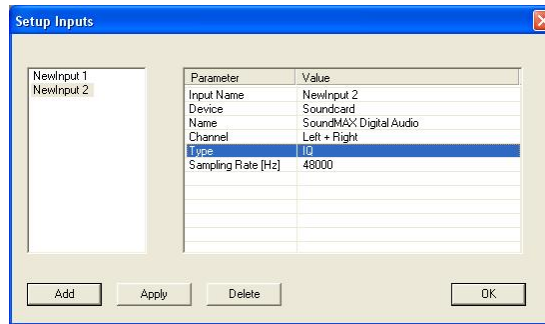 Setup Inputs
NewInput 1
NewInput 2
Parameter Value
Input Name NewInput 2
Device Soundcard
Name SoundMAX Digital Audio
Channel Left + Right
Type IQ
Sampling Rate [Hz] 48000
Add Apply Delete OK